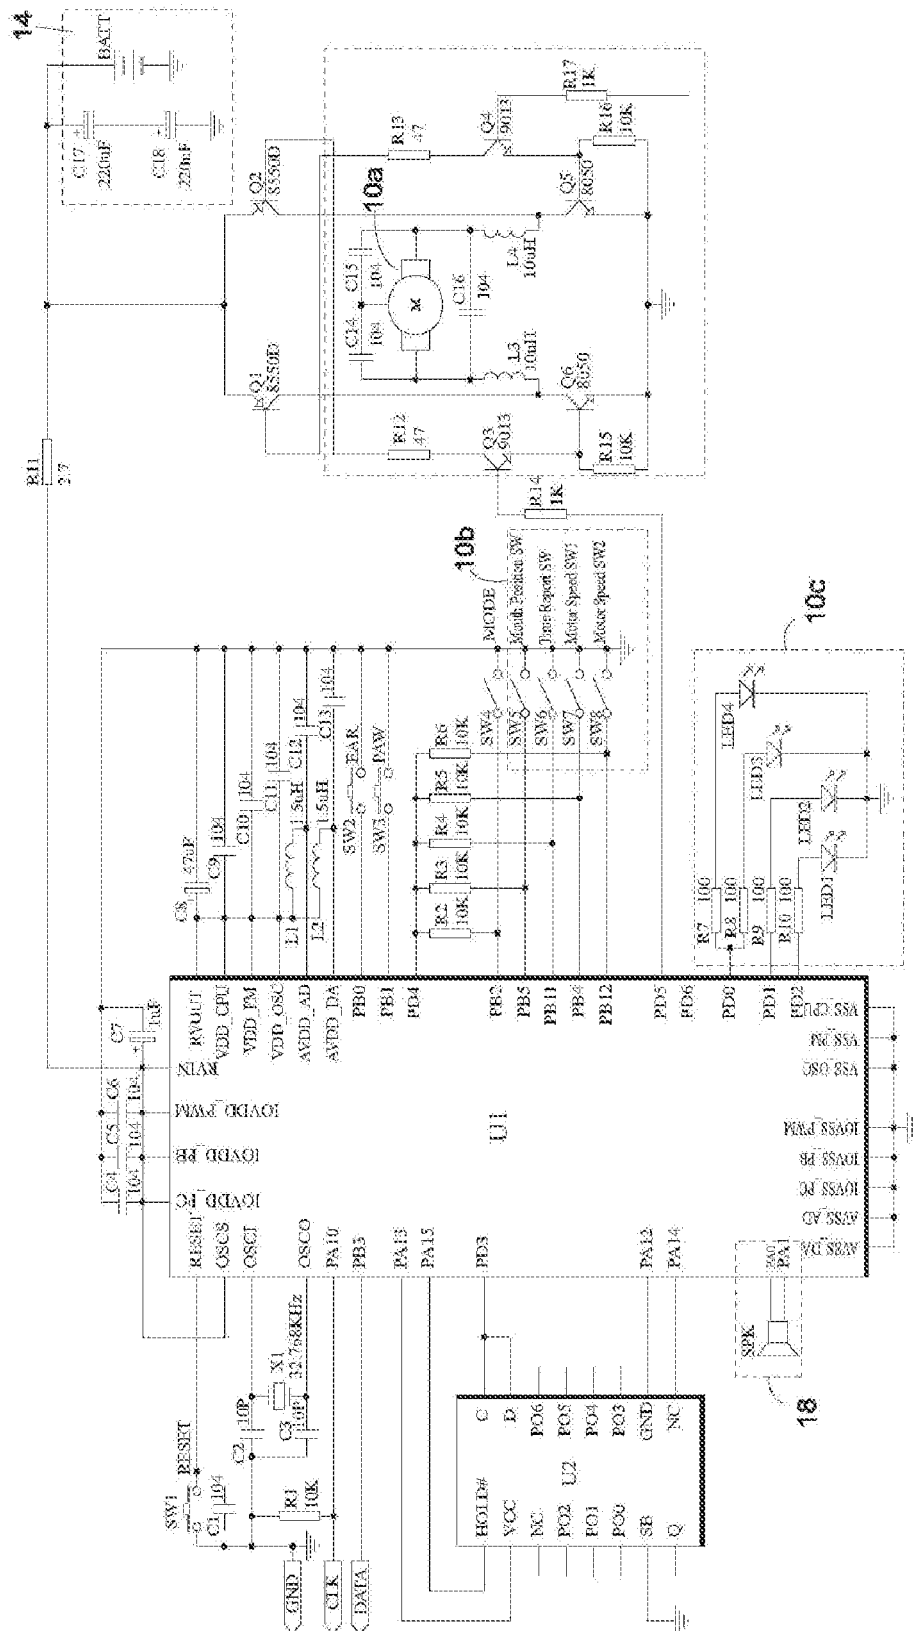 14
BATT
C17
220uF
C18
220uF
R11
2.7
Q1
8550D
Q2
8550D
R13
47
Q4
9013
R17
1K
R16
10K
Q5
8050
10a
C15
104
C14
104
M
C16
104
L4
10uH
L3
10uH
Q6
8050
R12
47
Q3
9013
R15
10K
R14
1K
10b
MODE
Mouth Position SW
Time Report SW
Motor Speed SW1
Motor Speed SW2
SW4
SW5
SW6
SW7
SW8
C8
47uF
C9
104
C10
104
C11
104
C12
104
C13
104
L1
1.5uH
L2
1.5uH
SW2
EAR
SW3
PAW
R2
10K
R3
10K
R4
10K
R5
10K
R6
10K
10c
LED4
LED3
LED2
LED1
R7 100
R8 100
R9 100
R10 100
C7
1uF
C6
104
C5
104
C4
104
RVOUT
VDD_CPU
VDD_PM
VDD_OSC
AVDD_AD
AVDD_DA
PB0
PB1
PD4
PB2
PB5
PB11
PB4
PB12
PD5
PD6
PD0
PD1
PD2
RVIN
IOVDD_PWM
IOVDD_PB
IOVDD_PC
U1
VSS_CPU
VSS_PM
VSS_OSC
IOVSS_PWM
IOVSS_PB
IOVSS_PC
AVSS_AD
AVSS_DA
RESET
OSCS
OSCI
OSCO
PA10
PB3
PA13
PA15
PD3
PA12
PA14
PA0
PA1
SPK
18
SW1
RESET
C1
104
C2
10P
C3
10P
X1
32.768KHz
R1
10K
GND
CLK
DATA
C
D
PO6
PO5
PO4
PO3
GND
NC
U2
HOLD#
VCC
NC
PO2
PO1
PO0
SB
Q